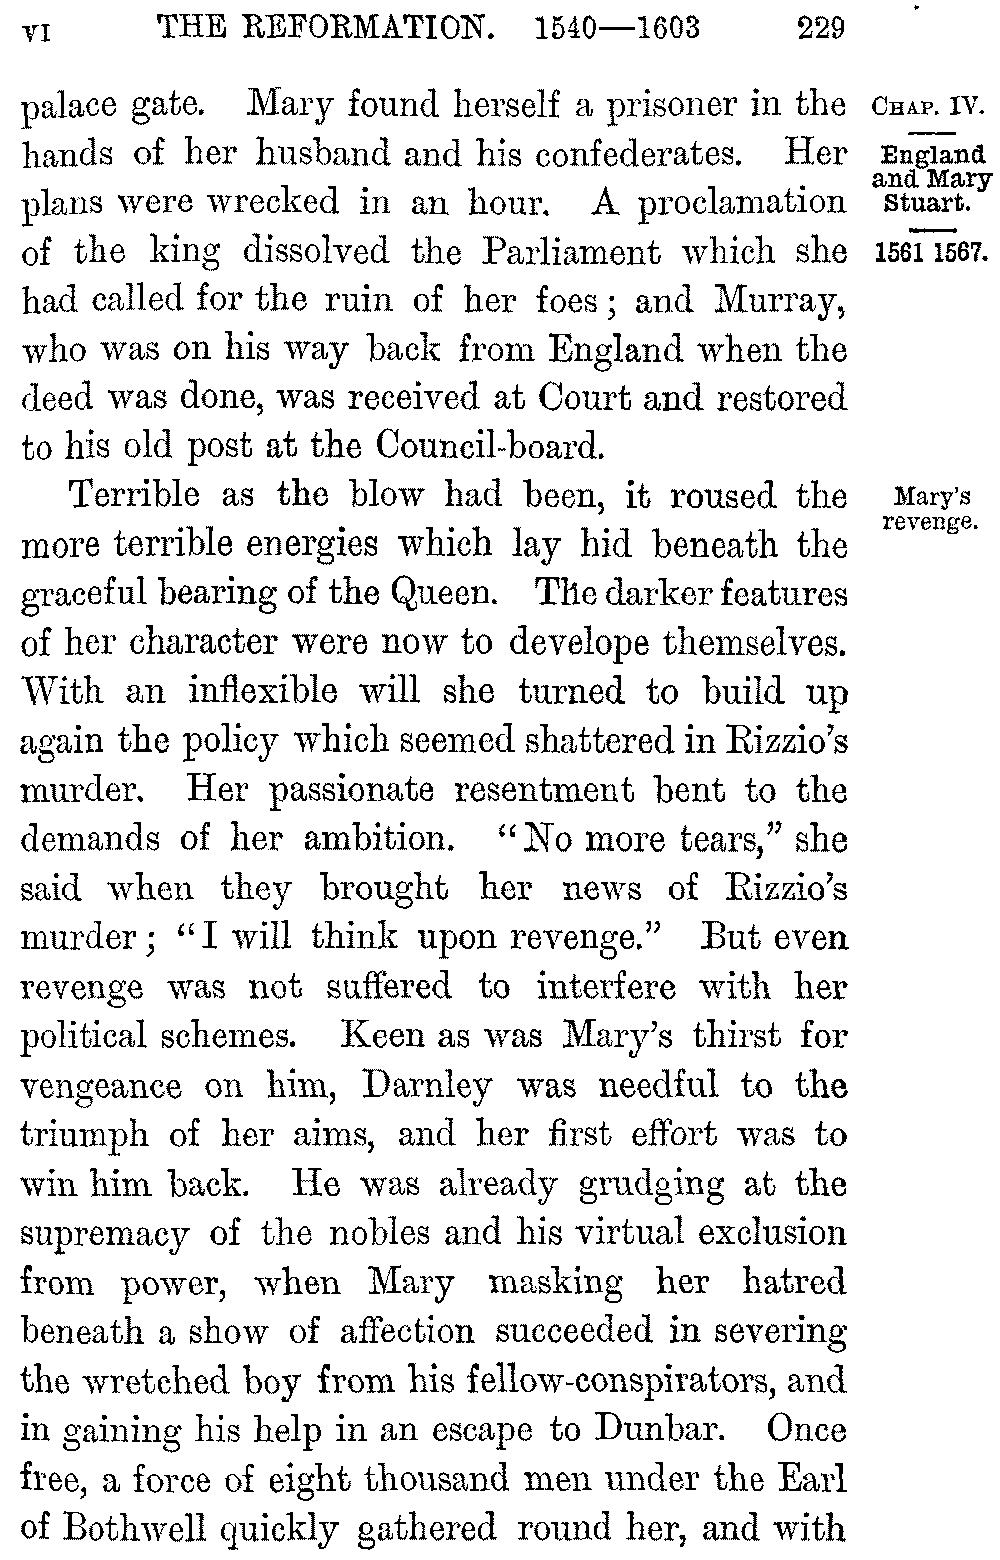 VI THE REFORMATION. 1540—1603 229
palace gate. Mary found herself a prisoner in the
hands of her husband and his confederates. Her
plans were wrecked in an hour. A proclamation
of the king dissolved the Parliament which she
had called for the ruin of her foes; and Murray,
who was on his way back from England when the
deed was done, was received at Court and restored
to his old post at the Council-board.
Terrible as the blow had been, it roused the
more terrible energies which lay hid beneath the
graceful bearing of the Queen. The darker features
of her character were now to develope themselves.
With an inflexible will she turned to build up
again the policy which seemed shattered in Rizzio's
murder. Her passionate resentment bent to the
demands of her ambition. "No more tears," she
said when they brought her news of Rizzio's
murder; "I will think upon revenge." But even
revenge was not suffered to interfere with her
political schemes. Keen as was Mary's thirst for
vengeance on him, Darnley was needful to the
triumph of her aims, and her first effort was to
win him back. He was already grudging at the
supremacy of the nobles and his virtual exclusion
from power, when Mary masking her hatred
beneath a show of affection succeeded in severing
the wretched boy from his fellow-conspirators, and
in gaining his help in an escape to Dunbar. Once
free, a force of eight thousand men under the Earl
of Bothwell quickly gathered round her, and with
CHAP. IV.
England
and Mary
Stuart.
1561 1567.
Mary's
revenge.